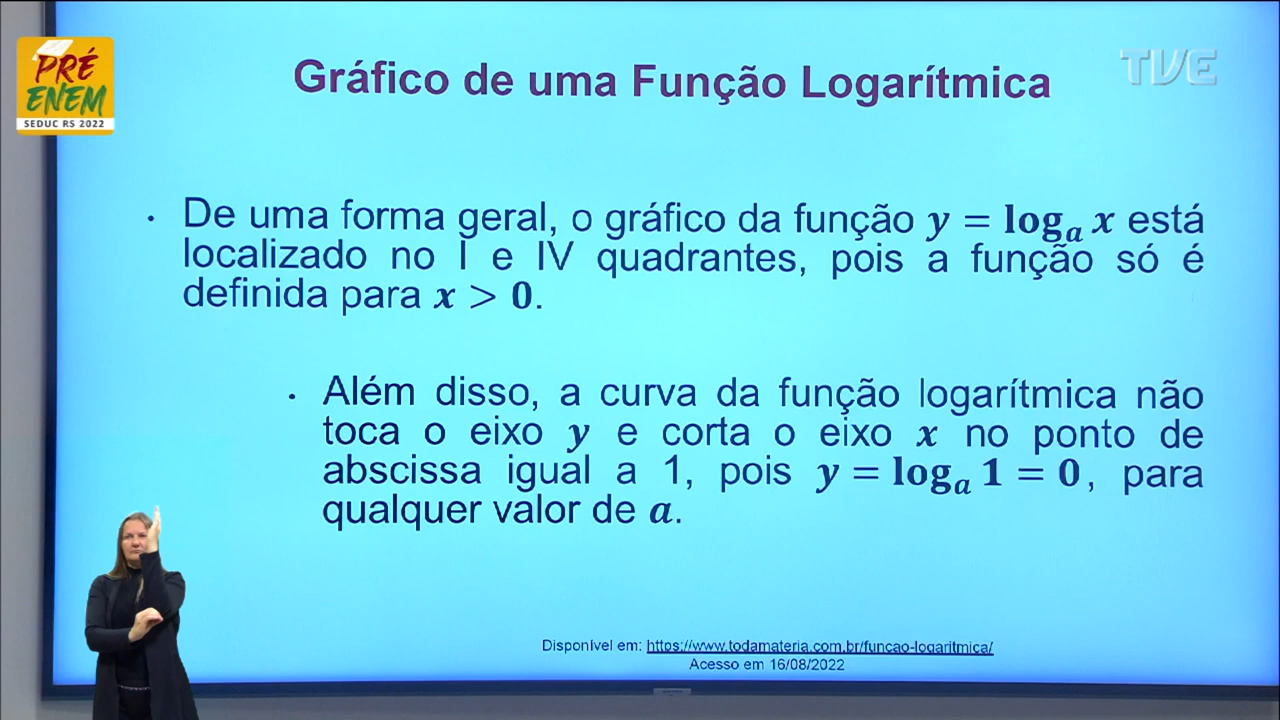 PRÉ
ENEM
SEDUC RS 2022
TVE
Gráfico de uma Função Logarítmica
• De uma forma geral, o gráfico da função y = logₐ x está
localizado no I e IV quadrantes, pois a função só é
definida para x > 0.
• Além disso, a curva da função logarítmica não
toca o eixo y e corta o eixo x no ponto de
abscissa igual a 1, pois y = logₐ 1 = 0, para
qualquer valor de a.
Disponível em: https://www.todamateria.com.br/funcao-logaritmica/
Acesso em 16/08/2022